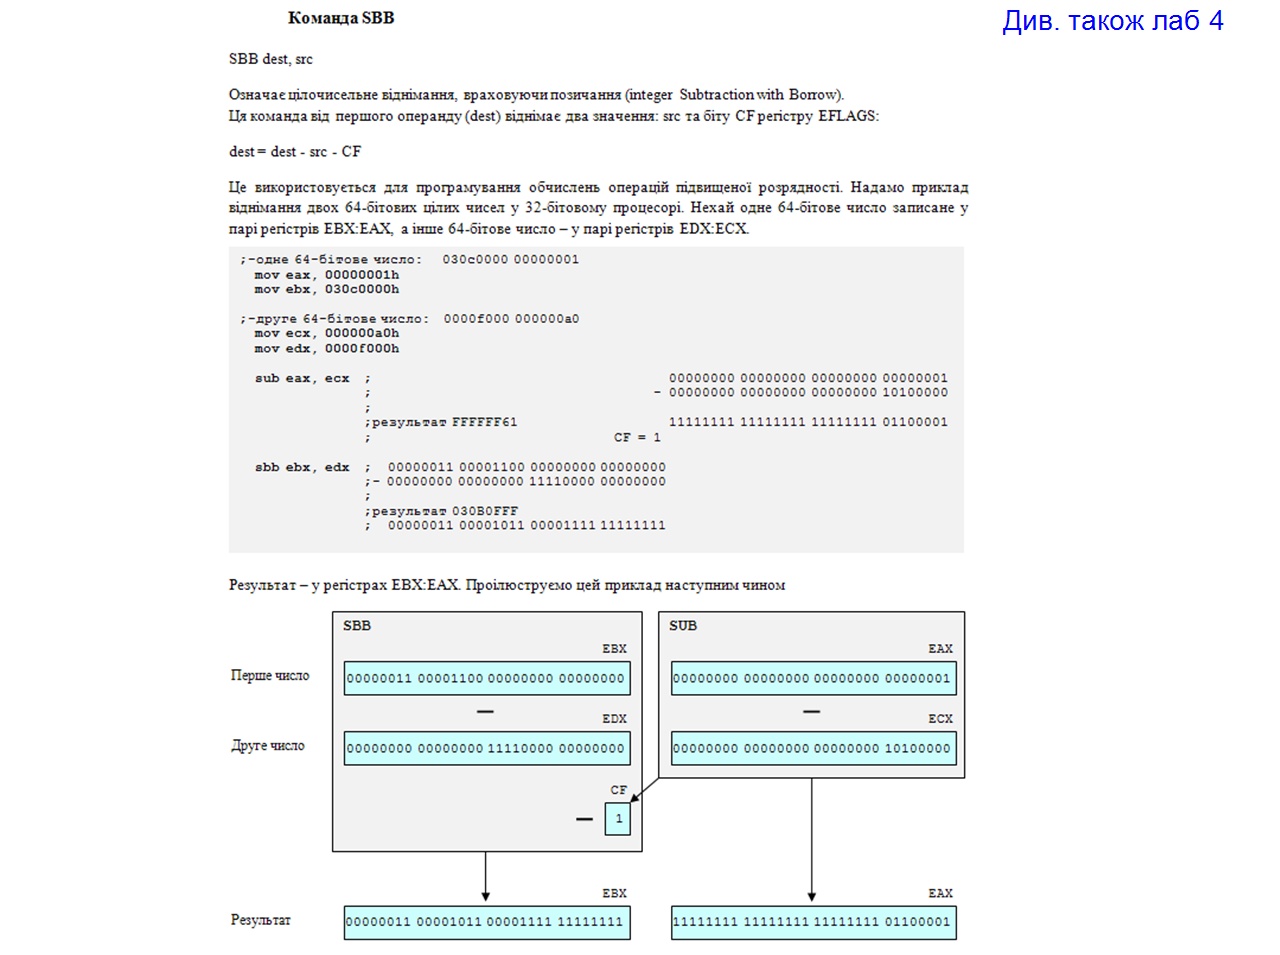 Команда SBB
Див. також лаб 4
SBB dest, src
Означає цілочисельне віднімання, враховуючи позичання (integer Subtraction with Borrow).
Ця команда від першого операнду (dest) віднімає два значення: src та біту CF регістру EFLAGS:
dest = dest - src - CF
Це використовується для програмування обчислень операцій підвищеної розрядності. Надамо приклад
віднімання двох 64-бітових цілих чисел у 32-бітовому процесорі. Нехай одне 64-бітове число записане у
парі регістрів EBX:EAX, а інше 64-бітове число – у парі регістрів EDX:ECX.
;-одне 64-бітове число: 030c0000 00000001
mov eax, 00000001h
mov ebx, 030c0000h
;-друге 64-бітове число: 0000f000 000000a0
mov ecx, 000000a0h
mov edx, 0000f000h
sub eax, ecx ; 00000000 00000000 00000000 00000001
; - 00000000 00000000 00000000 10100000
;
;результат FFFFFF61 11111111 11111111 11111111 01100001
; CF = 1
sbb ebx, edx ; 00000011 00001100 00000000 00000000
;- 00000000 00000000 11110000 00000000
;
;результат 030B0FFF
; 00000011 00001011 00001111 11111111
Результат – у регістрах EBX:EAX. Проілюструємо цей приклад наступним чином
SBB SUB
EBX EAX
Перше число 00000011 00001100 00000000 00000000 00000000 00000000 00000000 00000001
— —
EDX ECX
Друге число 00000000 00000000 11110000 00000000 00000000 00000000 00000000 10100000
CF
— 1
EBX EAX
Результат 00000011 00001011 00001111 11111111 11111111 11111111 11111111 01100001